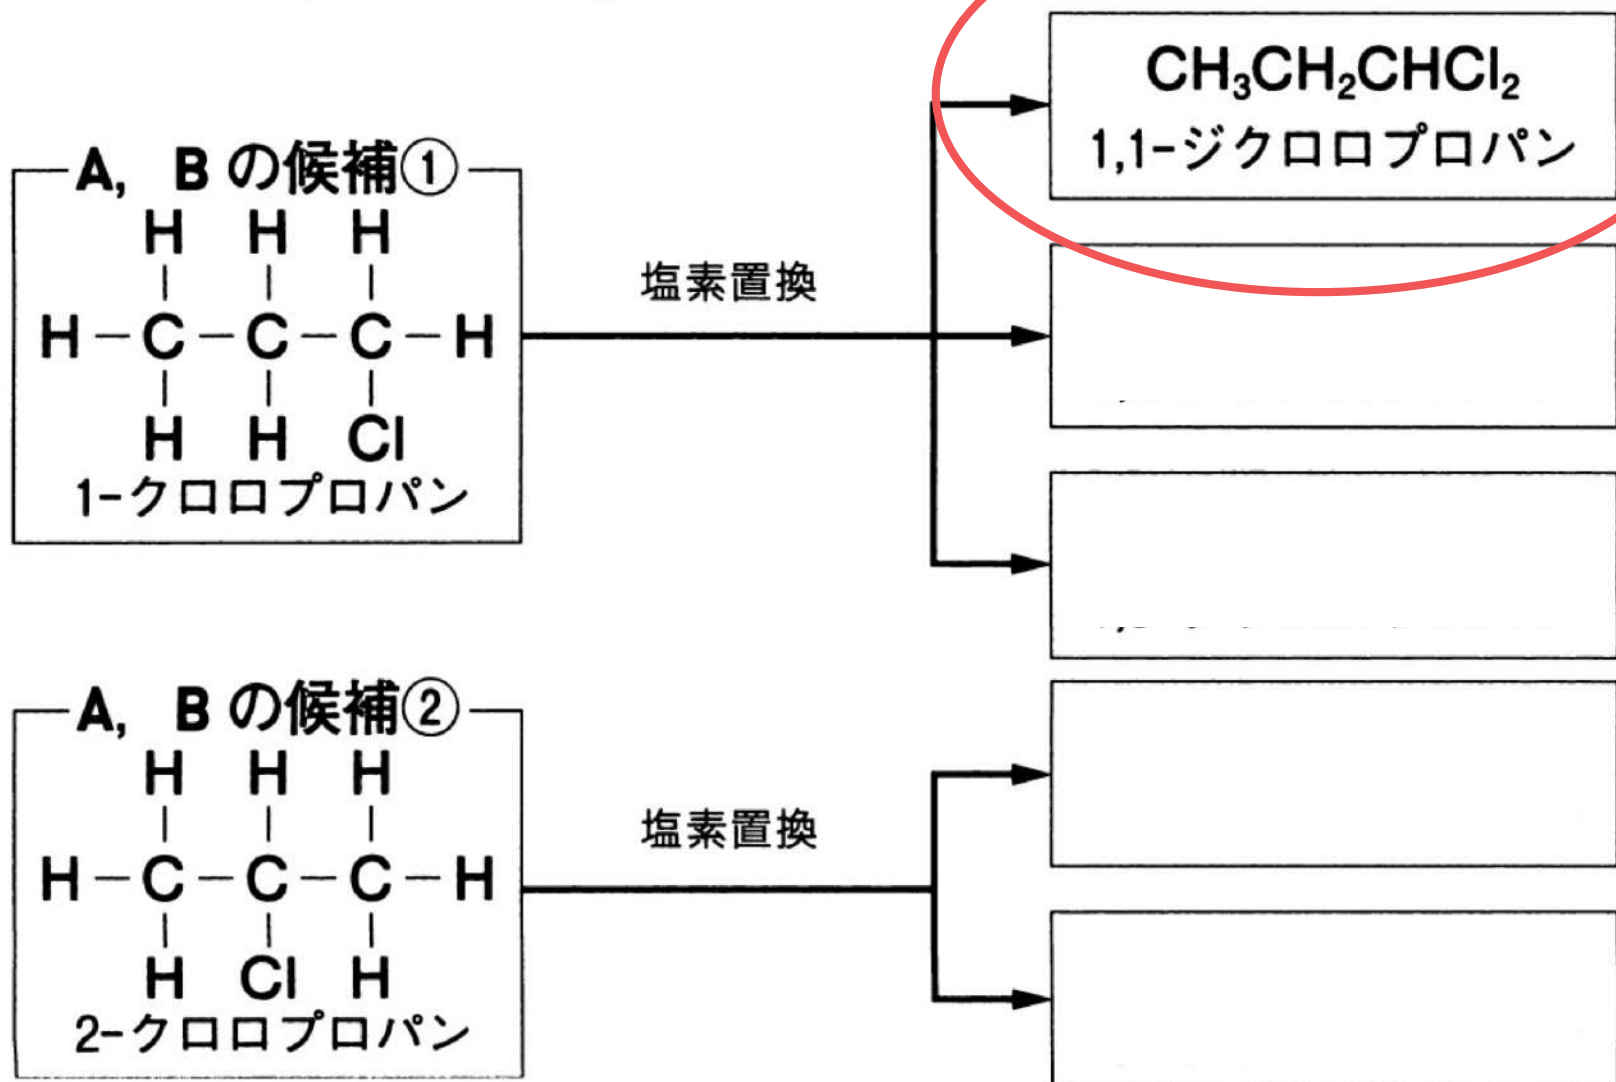 CH₃CH₂CHCl₂
1,1-ジクロロプロパン
A, B の候補①
H H H
H-C-C-C-H
H H Cl
1-クロロプロパン
塩素置換
A, B の候補②
H H H
H-C-C-C-H
H Cl H
2-クロロプロパン
塩素置換